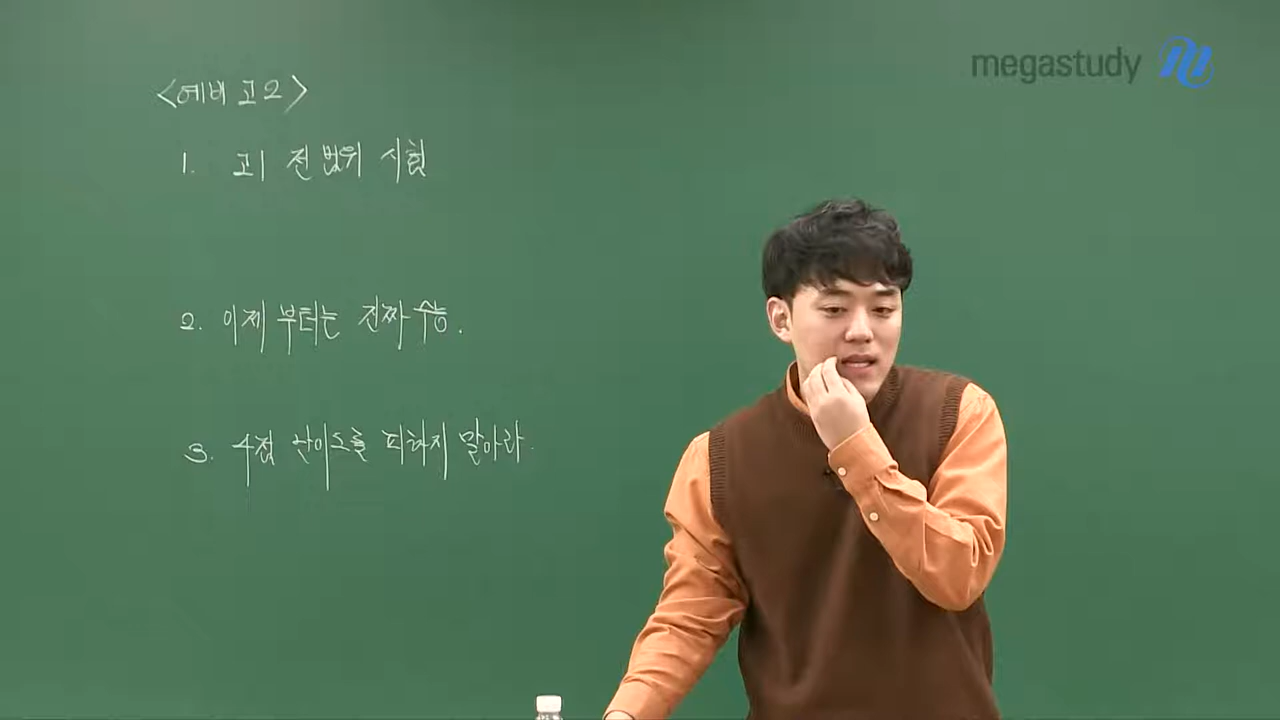 megastudy
<예비 고2>
1. 고1 전 범위 시험
2. 이제 부터는 진짜 수능.
3. 4점 난이도를 피하지 말아라.